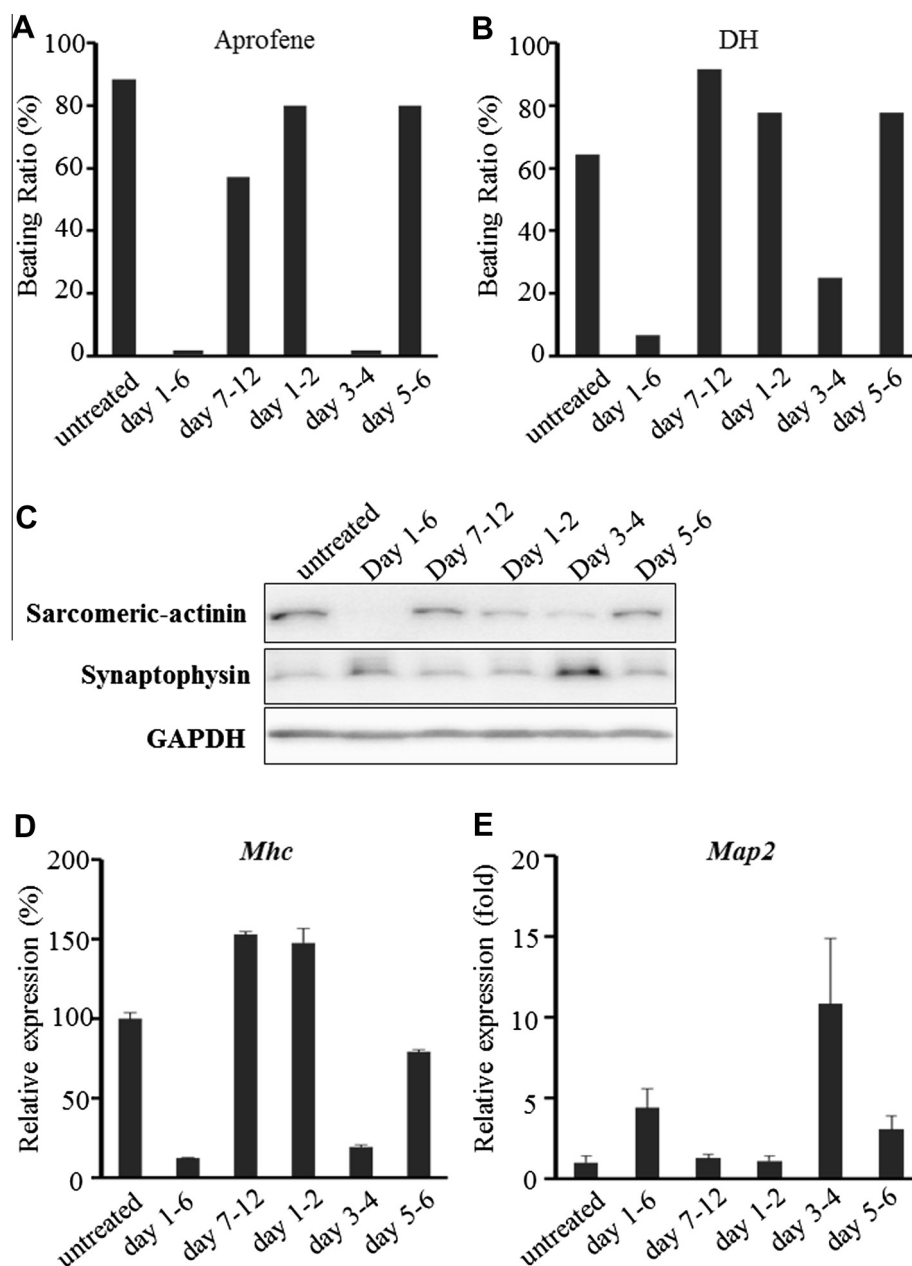 A
Aprofene
Beating Ratio (%)
100
80
60
40
20
0
untreated
day 1-6
day 7-12
day 1-2
day 3-4
day 5-6
B
DH
Beating Ratio (%)
100
80
60
40
20
0
untreated
day 1-6
day 7-12
day 1-2
day 3-4
day 5-6
C
untreated
Day 1-6
Day 7-12
Day 1-2
Day 3-4
Day 5-6
Sarcomeric-actinin
Synaptophysin
GAPDH
D
Mhc
Relative expression (%)
200
150
100
50
0
untreated
day 1-6
day 7-12
day 1-2
day 3-4
day 5-6
E
Map2
Relative expression (fold)
20
15
10
5
0
untreated
day 1-6
day 7-12
day 1-2
day 3-4
day 5-6